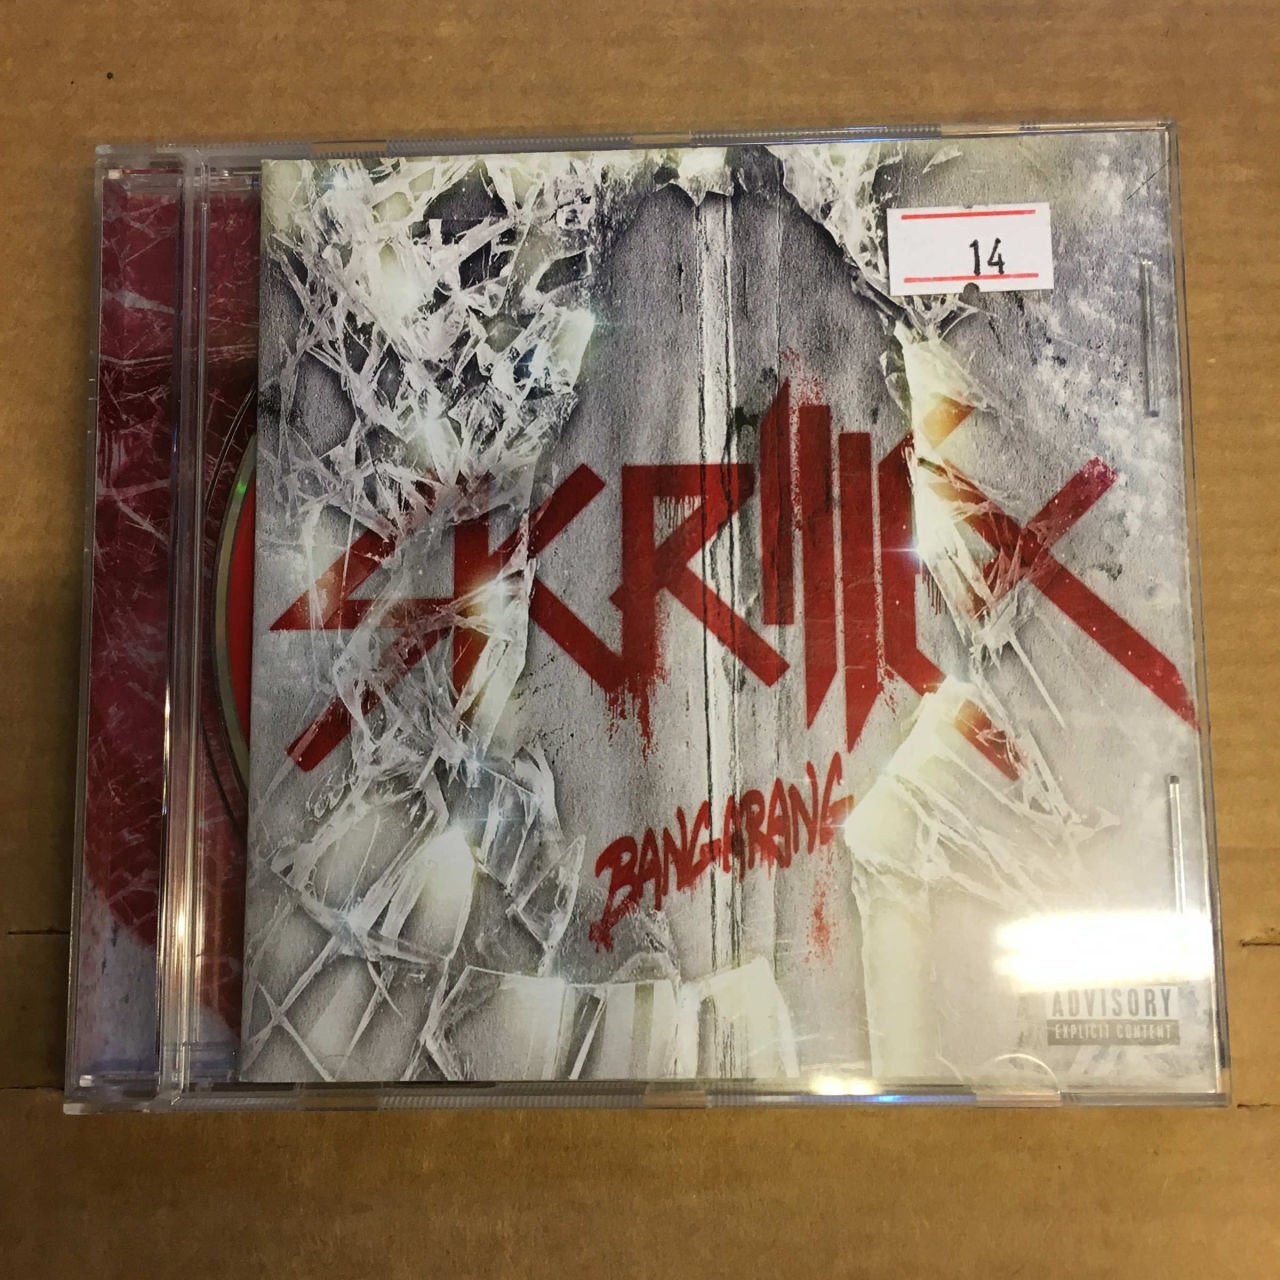 14
SKRILLEX
BANGARANG
ADVISORY
EXPLICIT CONTENT